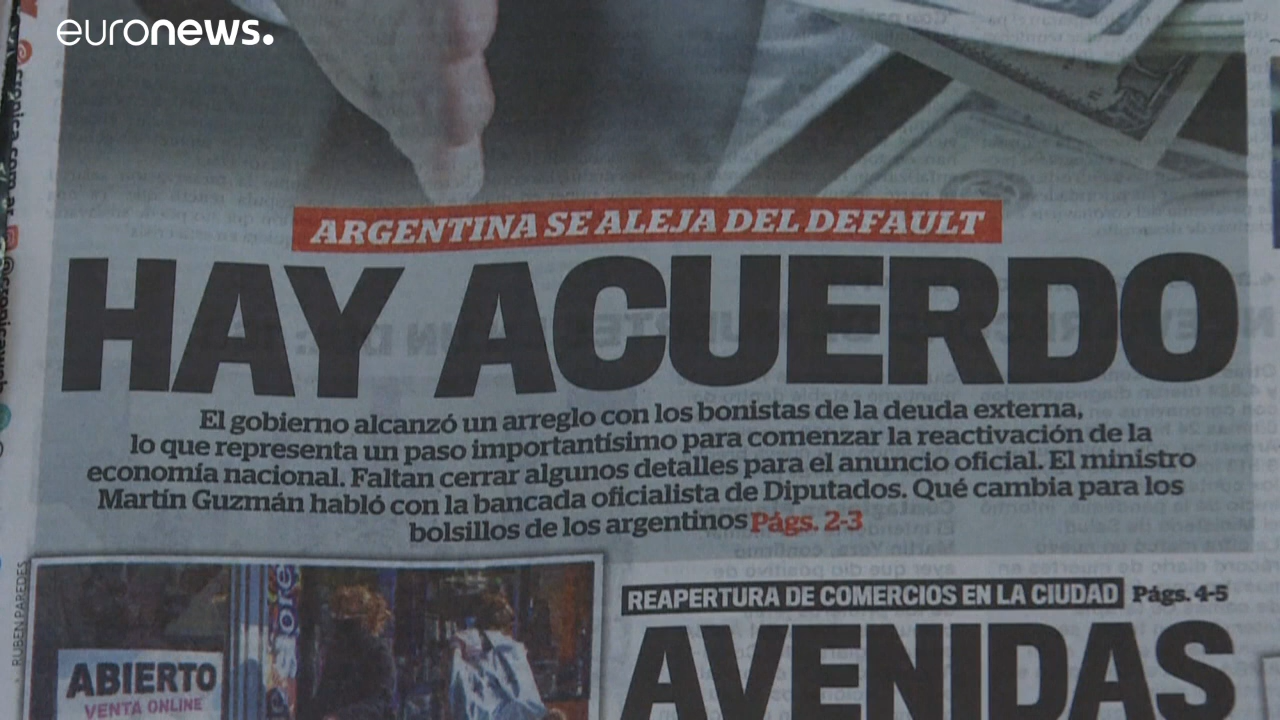 euronews.
ARGENTINA SE ALEJA DEL DEFAULT
HAY ACUERDO
El gobierno alcanzó un arreglo con los bonistas de la deuda externa,
lo que representa un paso importantísimo para comenzar la reactivación de la
economía nacional. Faltan cerrar algunos detalles para el anuncio oficial. El ministro
Martín Guzmán habló con la bancada oficialista de Diputados. Qué cambia para los
bolsillos de los argentinos Págs. 2-3
RUBEN PAREDES
ABIERTO
VENTA ONLINE
REAPERTURA DE COMERCIOS EN LA CIUDAD Págs. 4-5
AVENIDAS